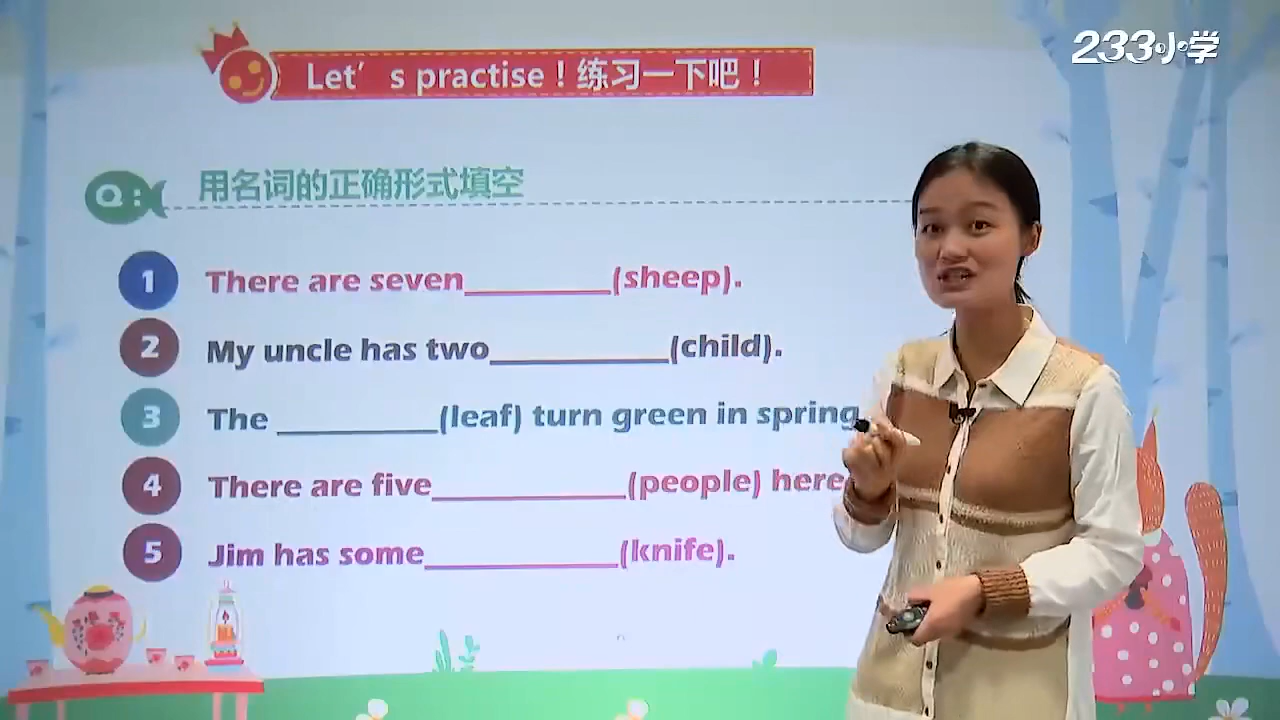 233小学
Let's practise！练习一下吧！
Q:
用名词的正确形式填空
1 There are seven_________(sheep).
2 My uncle has two___________(child).
3 The __________(leaf) turn green in spring
4 There are five____________(people) here
5 Jim has some____________(knife).